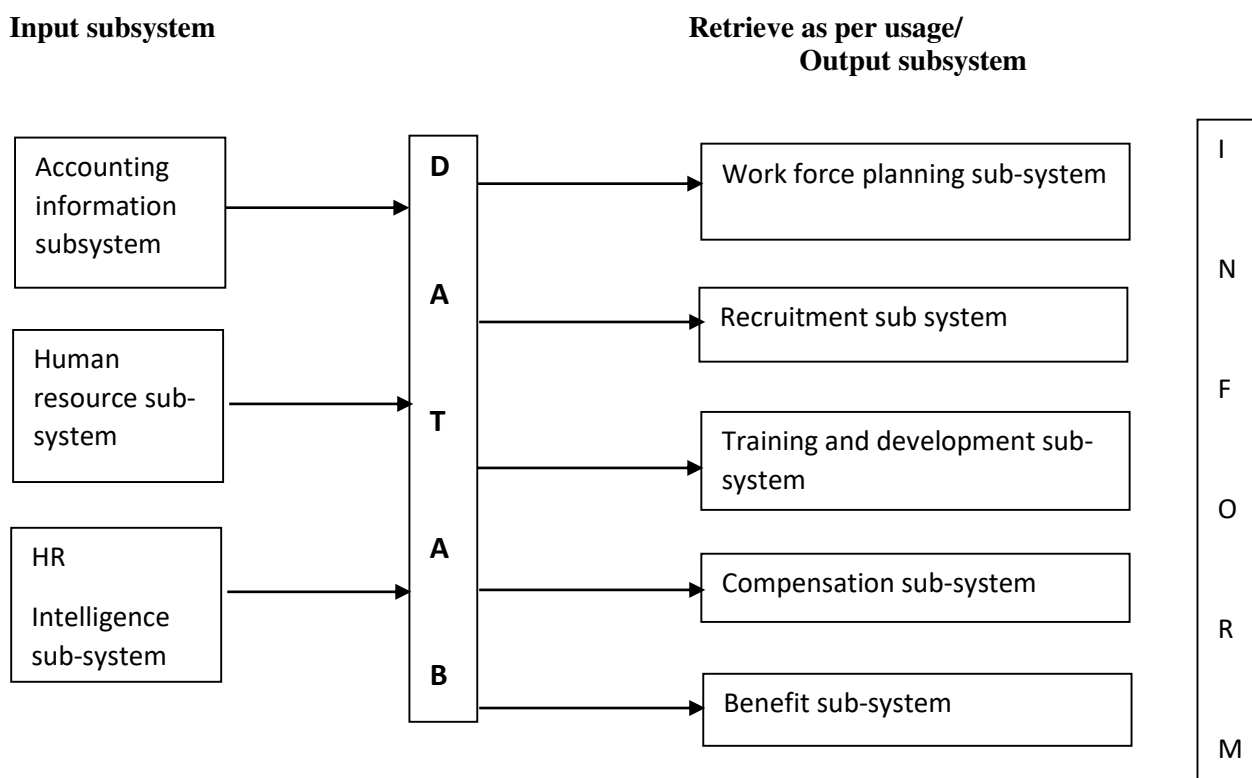 Input subsystem
Retrieve as per usage/
Output subsystem
Accounting
information
subsystem
Human
resource sub-
system
HR
Intelligence
sub-system
D
A
T
A
B
Work force planning sub-system
Recruitment sub system
Training and development sub-
system
Compensation sub-system
Benefit sub-system
I
N
F
O
R
M